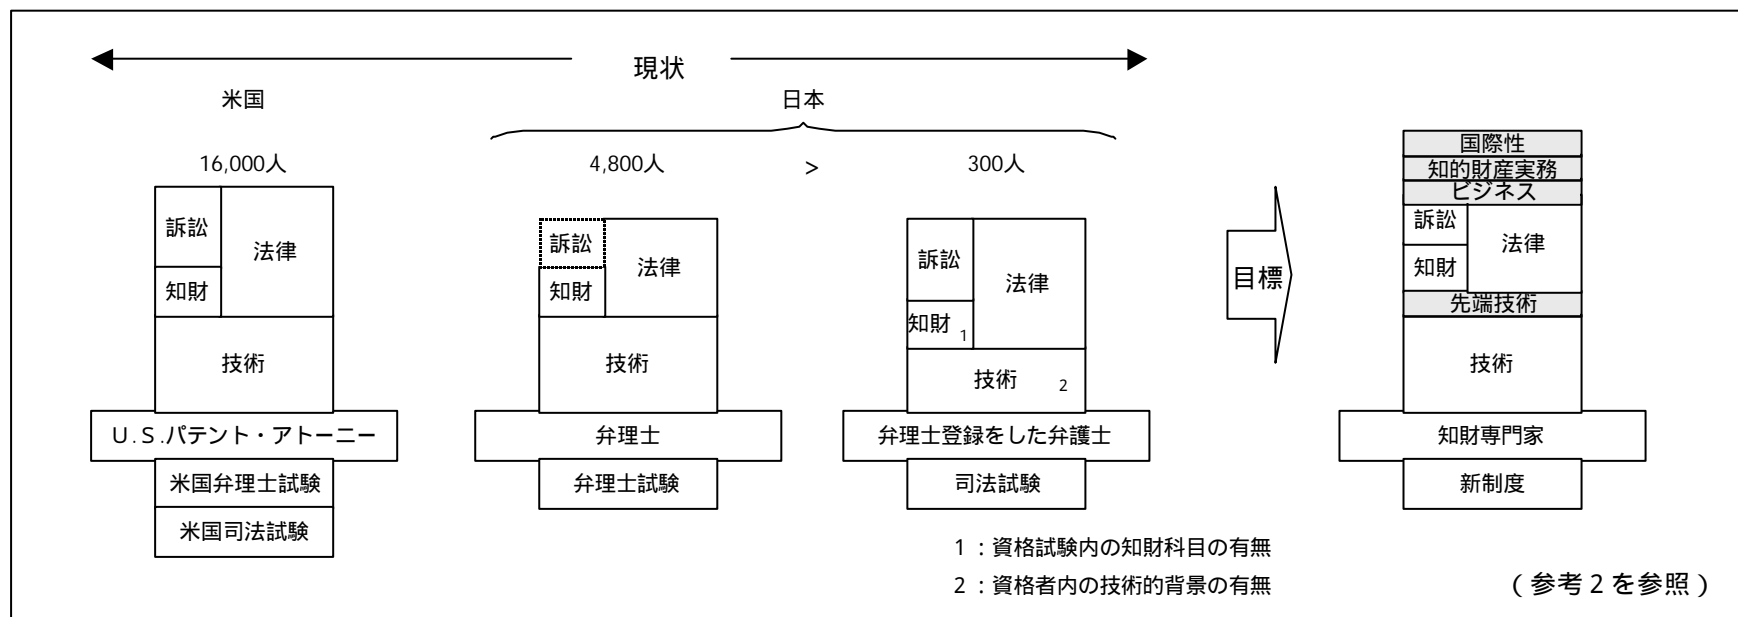 現状
米国
日本
16,000人
4,800人
>
300人
訴訟
法律
知財
技術
U.S.パテント・アトーニー
米国弁理士試験
米国司法試験
訴訟
法律
知財
技術
弁理士
弁理士試験
訴訟
法律
知財 1
技術 2
弁理士登録をした弁護士
司法試験
目標
国際性
知的財産実務
ビジネス
訴訟
法律
知財
先端技術
技術
知財専門家
新制度
1:資格試験内の知財科目の有無
2:資格者内の技術的背景の有無
(参考2を参照)